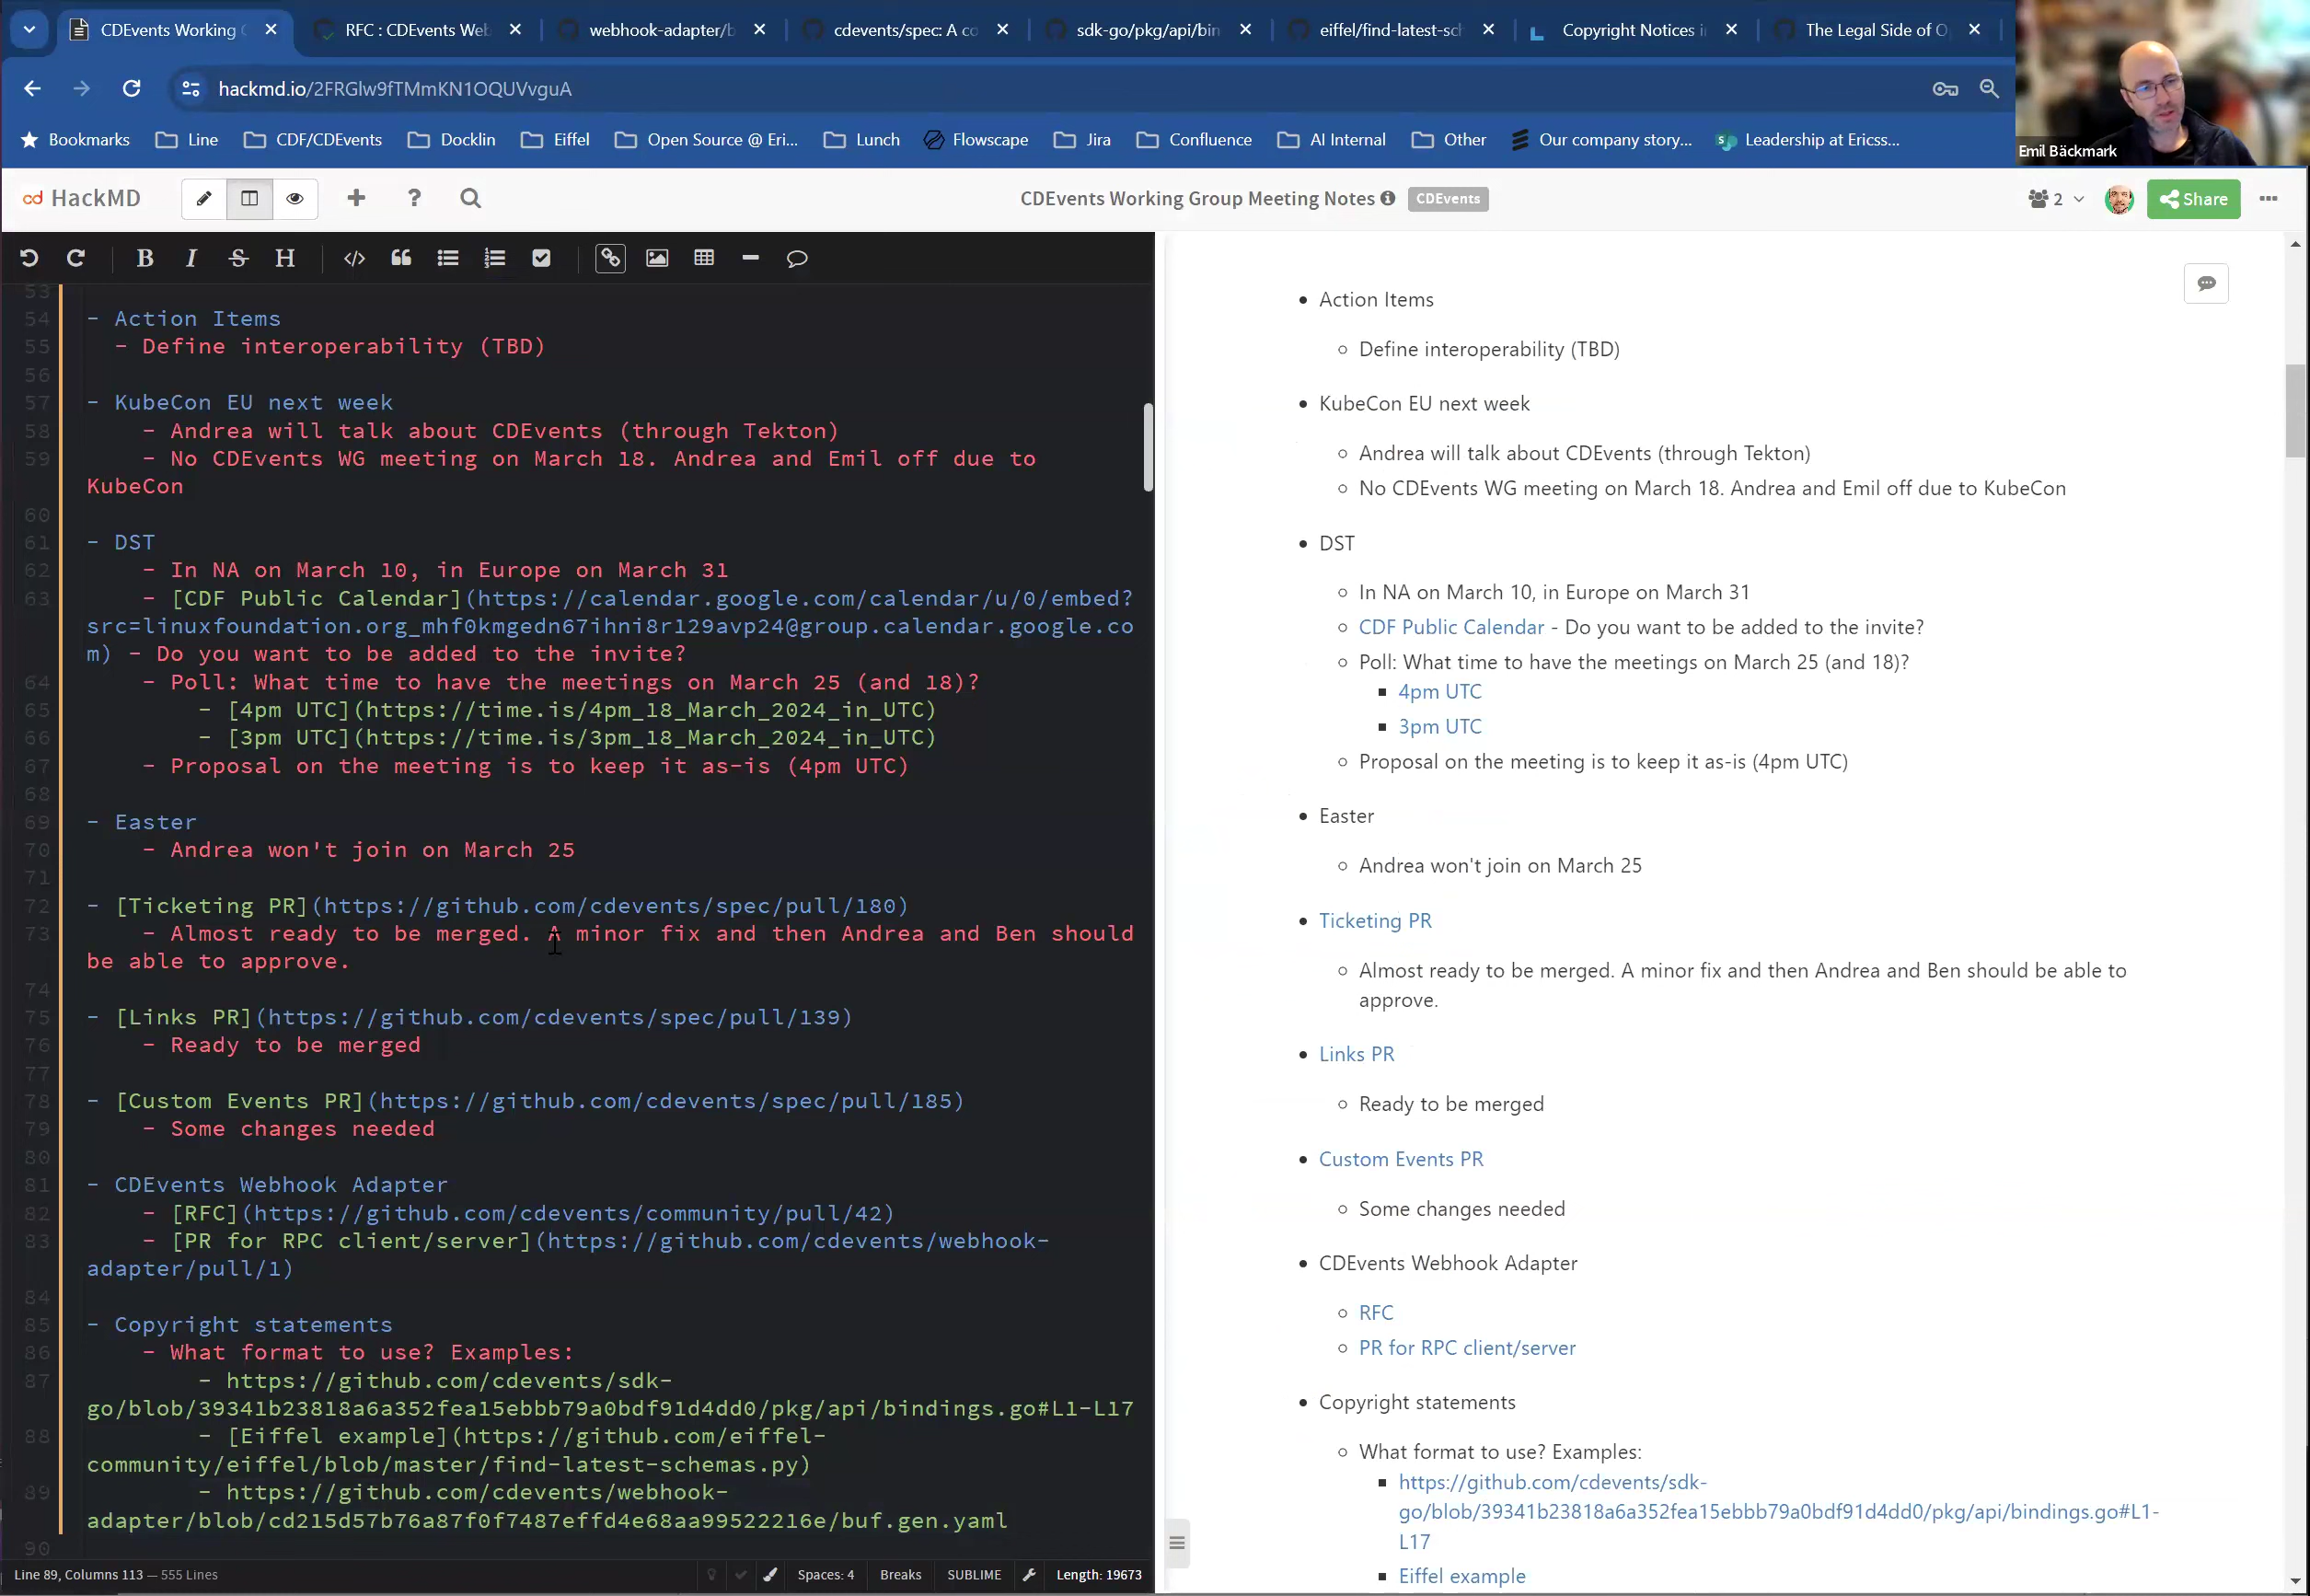 CDEvents Working
RFC : CDEvents Web
webhook-adapter/b
cdevents/spec: A co
sdk-go/pkg/api/bin
eiffel/find-latest-sch
Copyright Notices i
The Legal Side of O
hackmd.io/2FRGlw9fTMmKN1OQUVvguA
Bookmarks Line CDF/CDEvents Docklin Eiffel Open Source @ Eri... Lunch Flowscape Jira Confluence AI Internal Other Our company story... Leadership at Ericss...
Emil Bäckmark
HackMD
CDEvents Working Group Meeting Notes CDEvents
2
Share
53
54 - Action Items
55 - Define interoperability (TBD)
56
57 - KubeCon EU next week
58 - Andrea will talk about CDEvents (through Tekton)
59 - No CDEvents WG meeting on March 18. Andrea and Emil off due to
KubeCon
60
61 - DST
62 - In NA on March 10, in Europe on March 31
63 - [CDF Public Calendar](https://calendar.google.com/calendar/u/0/embed?
src=linuxfoundation.org_mhf0kmgedn67ihni8r129avp24@group.calendar.google.co
m) - Do you want to be added to the invite?
64 - Poll: What time to have the meetings on March 25 (and 18)?
65 - [4pm UTC](https://time.is/4pm_18_March_2024_in_UTC)
66 - [3pm UTC](https://time.is/3pm_18_March_2024_in_UTC)
67 - Proposal on the meeting is to keep it as-is (4pm UTC)
68
69 - Easter
70 - Andrea won't join on March 25
71
72 - [Ticketing PR](https://github.com/cdevents/spec/pull/180)
73 - Almost ready to be merged. A minor fix and then Andrea and Ben should
be able to approve.
74
75 - [Links PR](https://github.com/cdevents/spec/pull/139)
76 - Ready to be merged
77
78 - [Custom Events PR](https://github.com/cdevents/spec/pull/185)
79 - Some changes needed
80
81 - CDEvents Webhook Adapter
82 - [RFC](https://github.com/cdevents/community/pull/42)
83 - [PR for RPC client/server](https://github.com/cdevents/webhook-
adapter/pull/1)
84
85 - Copyright statements
86 - What format to use? Examples:
87 - https://github.com/cdevents/sdk-
go/blob/39341b23818a6a352fea15ebbb79a0bdf91d4dd0/pkg/api/bindings.go#L1-L17
88 - [Eiffel example](https://github.com/eiffel-
community/eiffel/blob/master/find-latest-schemas.py)
89 - https://github.com/cdevents/webhook-
adapter/blob/cd215d57b76a87f0f7487effd4e68aa99522216e/buf.gen.yaml
90
Line 89, Columns 113 — 555 Lines
Spaces: 4 Breaks SUBLIME Length: 19673
Action Items
Define interoperability (TBD)
KubeCon EU next week
Andrea will talk about CDEvents (through Tekton)
No CDEvents WG meeting on March 18. Andrea and Emil off due to KubeCon
DST
In NA on March 10, in Europe on March 31
CDF Public Calendar - Do you want to be added to the invite?
Poll: What time to have the meetings on March 25 (and 18)?
4pm UTC
3pm UTC
Proposal on the meeting is to keep it as-is (4pm UTC)
Easter
Andrea won't join on March 25
Ticketing PR
Almost ready to be merged. A minor fix and then Andrea and Ben should be able to
approve.
Links PR
Ready to be merged
Custom Events PR
Some changes needed
CDEvents Webhook Adapter
RFC
PR for RPC client/server
Copyright statements
What format to use? Examples:
https://github.com/cdevents/sdk-
go/blob/39341b23818a6a352fea15ebbb79a0bdf91d4dd0/pkg/api/bindings.go#L1-
L17
Eiffel example